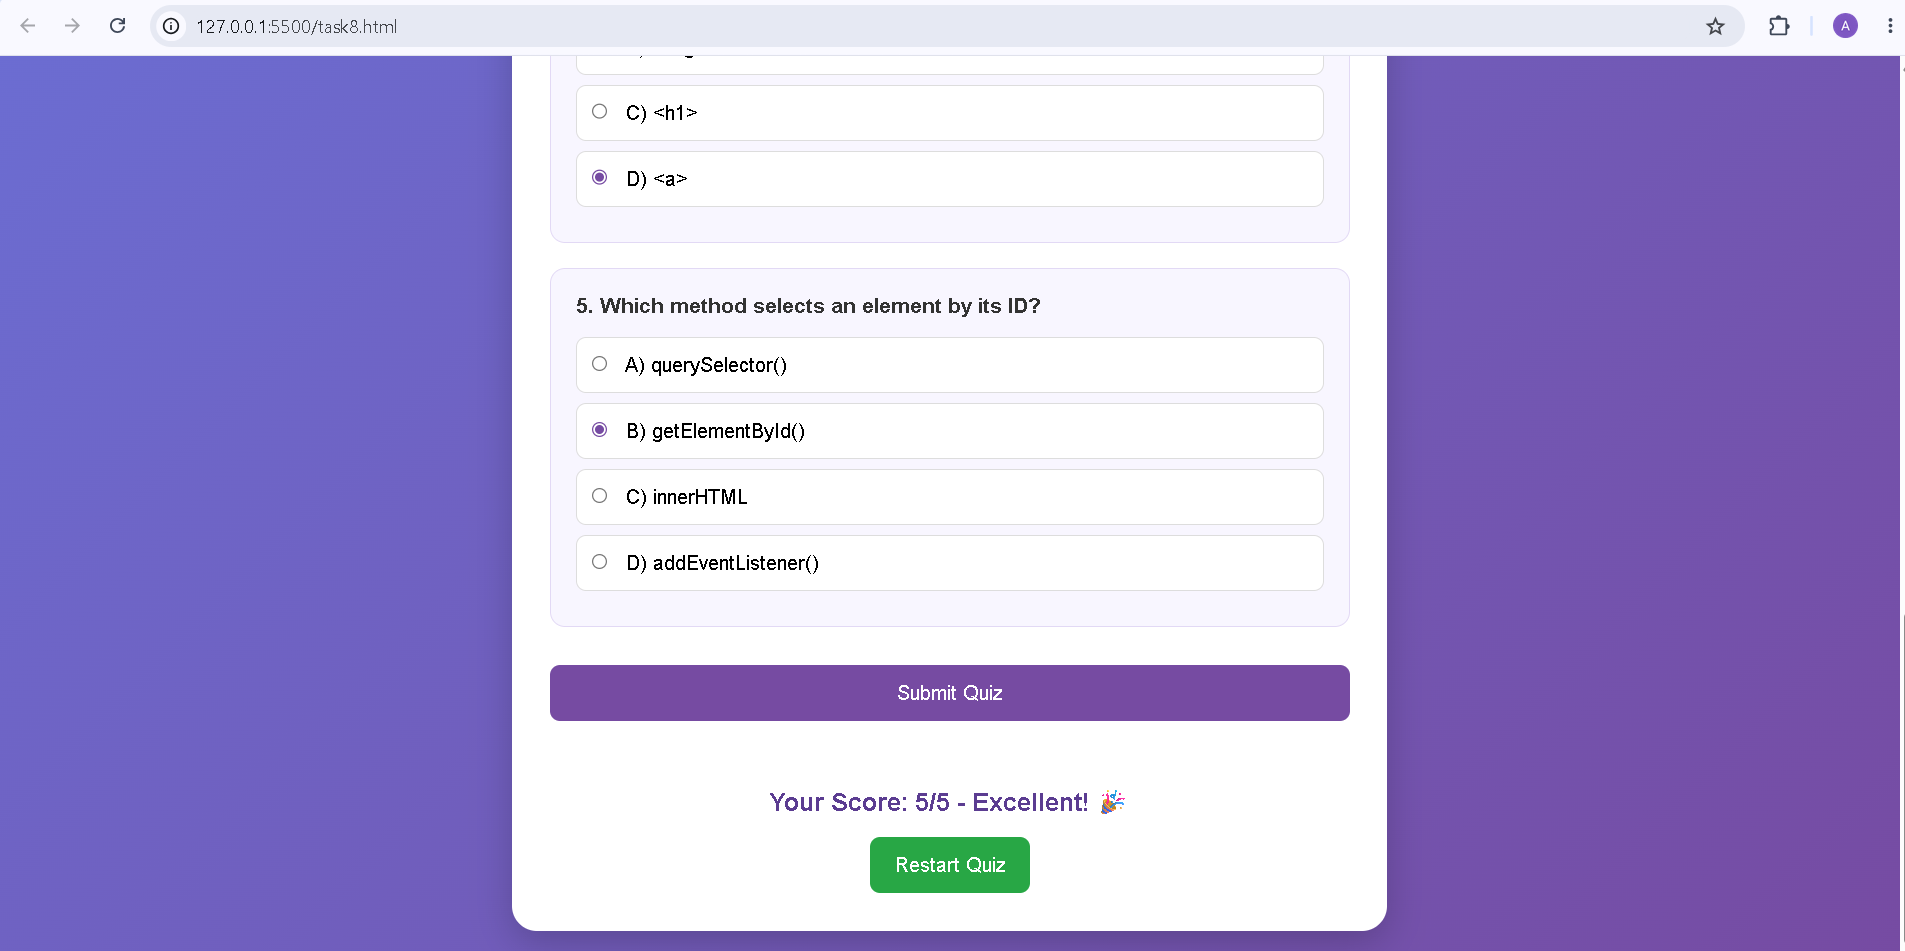 127.0.0.1:5500/task8.html
A
C) <h1>
D) <a>
5. Which method selects an element by its ID?
A) querySelector()
B) getElementById()
C) innerHTML
D) addEventListener()
Submit Quiz
Your Score: 5/5 - Excellent! 🎉
Restart Quiz